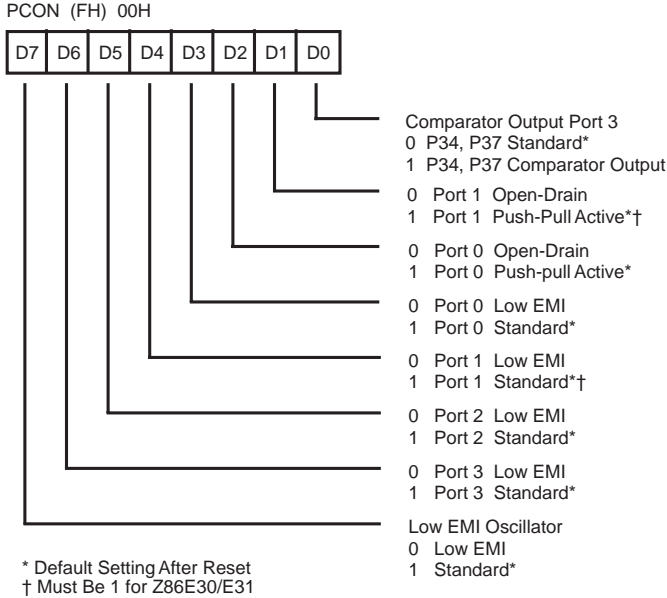 PCON (FH) 00H
D7 D6 D5 D4 D3 D2 D1 D0
Comparator Output Port 3
0 P34, P37 Standard*
1 P34, P37 Comparator Output
0 Port 1 Open-Drain
1 Port 1 Push-Pull Active*†
0 Port 0 Open-Drain
1 Port 0 Push-pull Active*
0 Port 0 Low EMI
1 Port 0 Standard*
0 Port 1 Low EMI
1 Port 1 Standard*†
0 Port 2 Low EMI
1 Port 2 Standard*
0 Port 3 Low EMI
1 Port 3 Standard*
Low EMI Oscillator
0 Low EMI
1 Standard*
* Default Setting After Reset
† Must Be 1 for Z86E30/E31